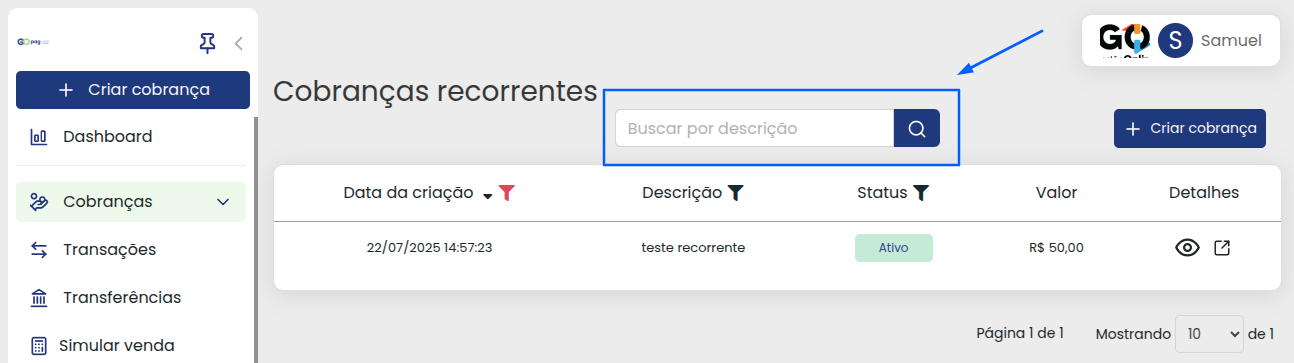 GO pag
Criar cobrança
Dashboard
Cobranças
Transações
Transferências
Simular venda
GO
S
Samuel
Cobranças recorrentes
Buscar por descrição
Criar cobrança
Data da criação
Descrição
Status
Valor
Detalhes
22/07/2025 14:57:23
teste recorrente
Ativo
R$ 50,00
Página 1 de 1
Mostrando
10
de 1